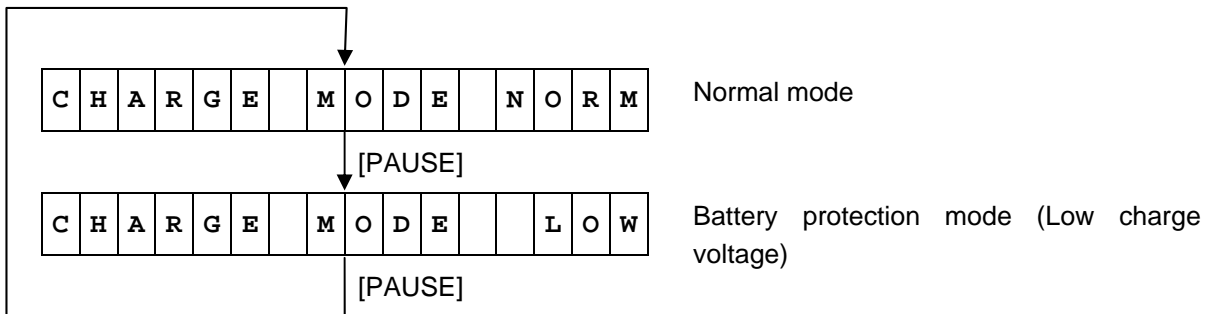 CHARGE MODE NORM
Normal mode
[PAUSE]
CHARGE MODE  LOW
Battery protection mode (Low charge
voltage)
[PAUSE]